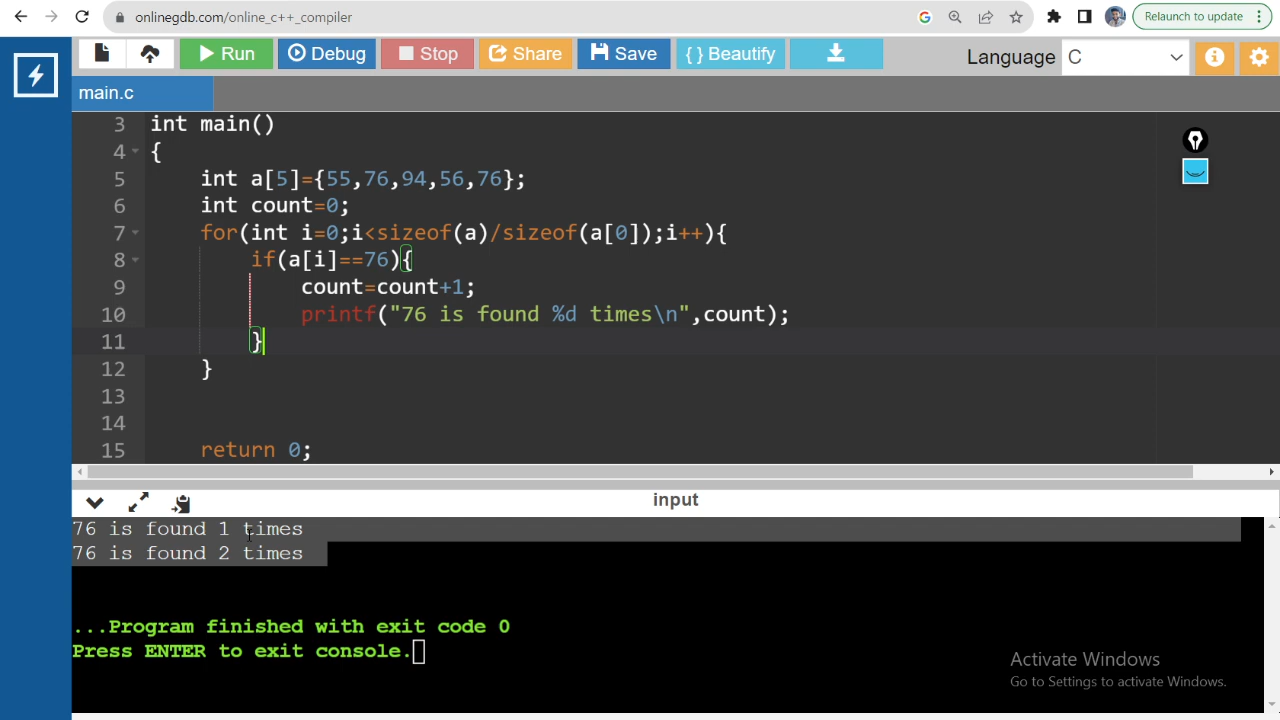 onlinegdb.com/online_c++_compiler
Relaunch to update
Run
Debug
Stop
Share
Save
{ } Beautify
Language C
main.c
3 int main()
4 {
5     int a[5]={55,76,94,56,76};
6     int count=0;
7     for(int i=0;i<sizeof(a)/sizeof(a[0]);i++){
8         if(a[i]==76){
9             count=count+1;
10             printf("76 is found %d times\n",count);
11         }
12     }
13
14
15     return 0;
input
76 is found 1 times
76 is found 2 times
...Program finished with exit code 0
Press ENTER to exit console.
Activate Windows
Go to Settings to activate Windows.